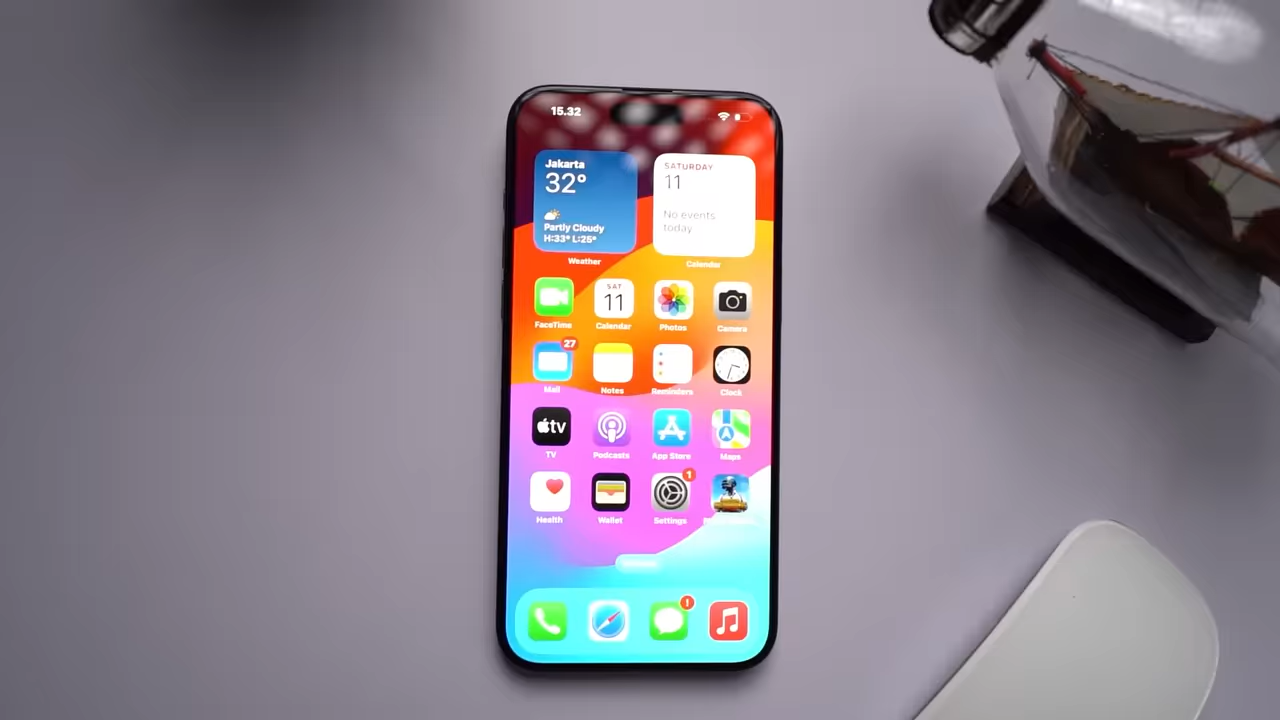 15.32
Jakarta
32°
Partly Cloudy
H:33° L:25°
Weather
SATURDAY
11
No events
today
Calendar
FaceTime
SAT
11
Calendar
Photos
Camera
27
Mail
Notes
Reminders
Clock
tv
TV
Podcasts
App Store
Maps
Health
Wallet
1
Settings
1